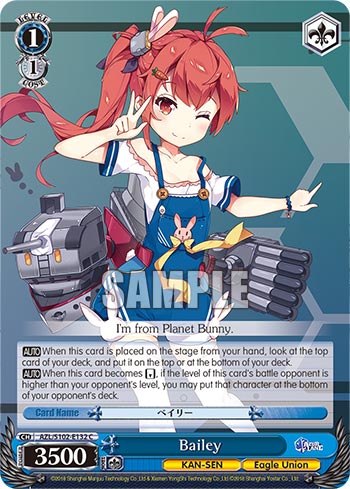 LEVEL
1
1
COST
SAMPLE
I'm from Planet Bunny.
AUTO When this card is placed on the stage from your hand, look at the top
card of your deck, and put it on the top or at the bottom of your deck.
AUTO When this card becomes [▼], if the level of this card's battle opponent is
higher than your opponent's level, you may put that character at the bottom
of your opponent's deck.
Card Name ベイリー
CH AZL/S102-E132 C
Bailey
POWER 3500
KAN-SEN Eagle Union